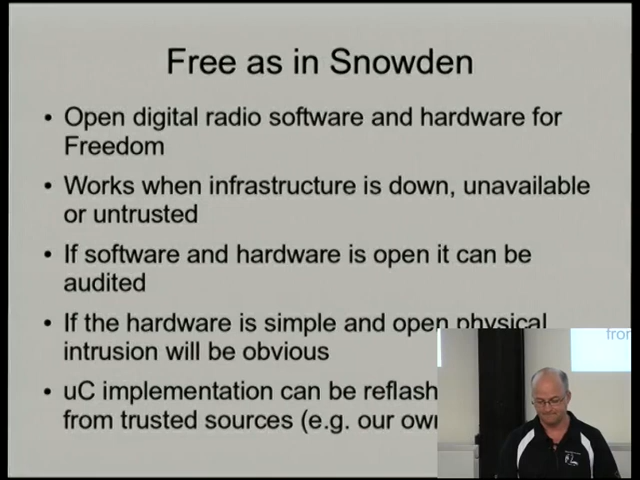 Free as in Snowden
• Open digital radio software and hardware for
Freedom
• Works when infrastructure is down, unavailable
or untrusted
• If software and hardware is open it can be
audited
• If the hardware is simple and open physical
intrusion will be obvious
• uC implementation can be
from trusted sources (e.g. our